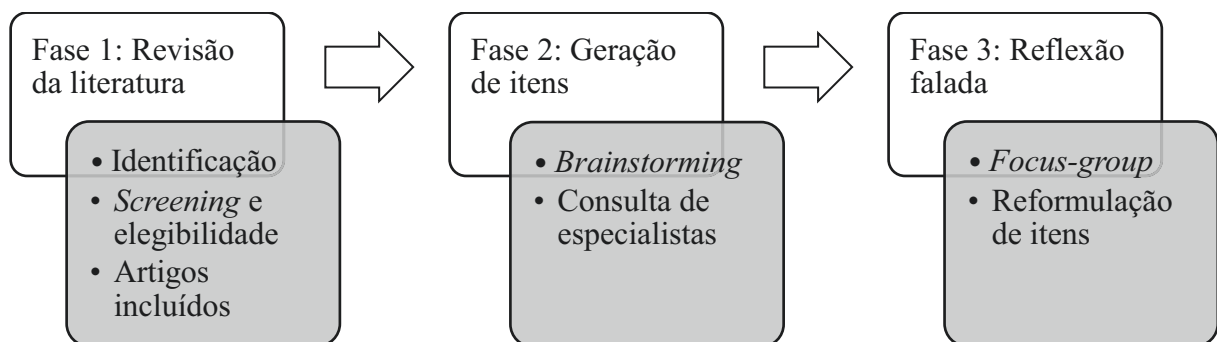 Fase 1: Revisão
da literatura
• Identificação
• Screening e
elegibilidade
• Artigos
incluídos
Fase 2: Geração
de itens
• Brainstorming
• Consulta de
especialistas
Fase 3: Reflexão
falada
• Focus-group
• Reformulação
de itens